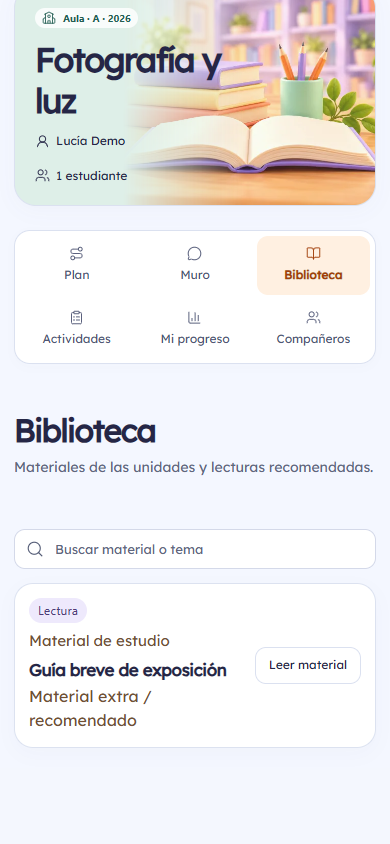 Aula · A · 2026
Fotografía y
luz
Lucía Demo
1 estudiante
Plan
Muro
Biblioteca
Actividades
Mi progreso
Compañeros
Biblioteca
Materiales de las unidades y lecturas recomendadas.
Buscar material o tema
Lectura
Material de estudio
Guía breve de exposición
Material extra /
recomendado
Leer material